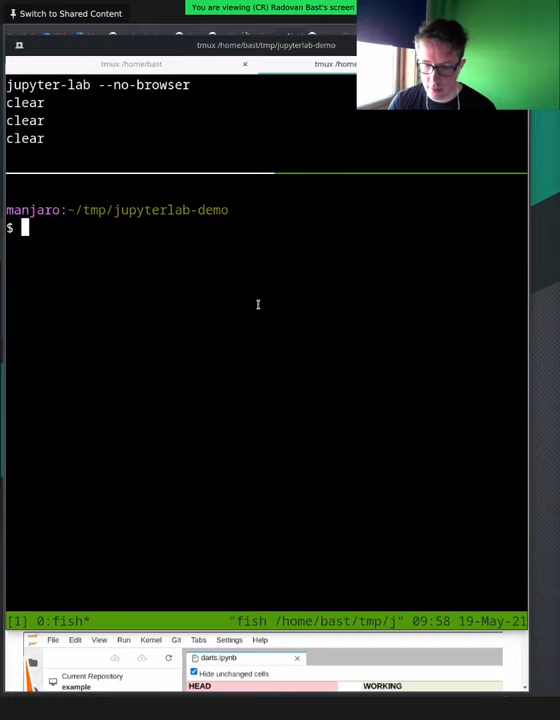 Switch to Shared Content
You are viewing (CR) Radovan Bast's screen
tmux /home/bast/tmp/jupyterlab-demo
tmux /home/bast ×
tmux /home
jupyter-lab --no-browser
clear
clear
clear
manjaro:~/tmp/jupyterlab-demo
$
[1] 0:fish* "fish /home/bast/tmp/j" 09:58 19-May-21
File Edit View Run Kernel Git Tabs Settings Help
darts.ipynb ×
Current Repository
example
Hide unchanged cells
HEAD WORKING